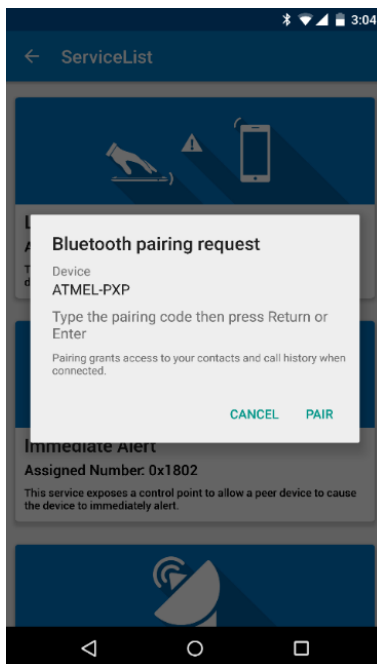 3:04
ServiceList
L
A
T
d
Bluetooth pairing request
Device
ATMEL-PXP
Type the pairing code then press Return or
Enter
Pairing grants access to your contacts and call history when
connected.
CANCEL PAIR
Immediate Alert
Assigned Number: 0x1802
This service exposes a control point to allow a peer device to cause
the device to immediately alert.